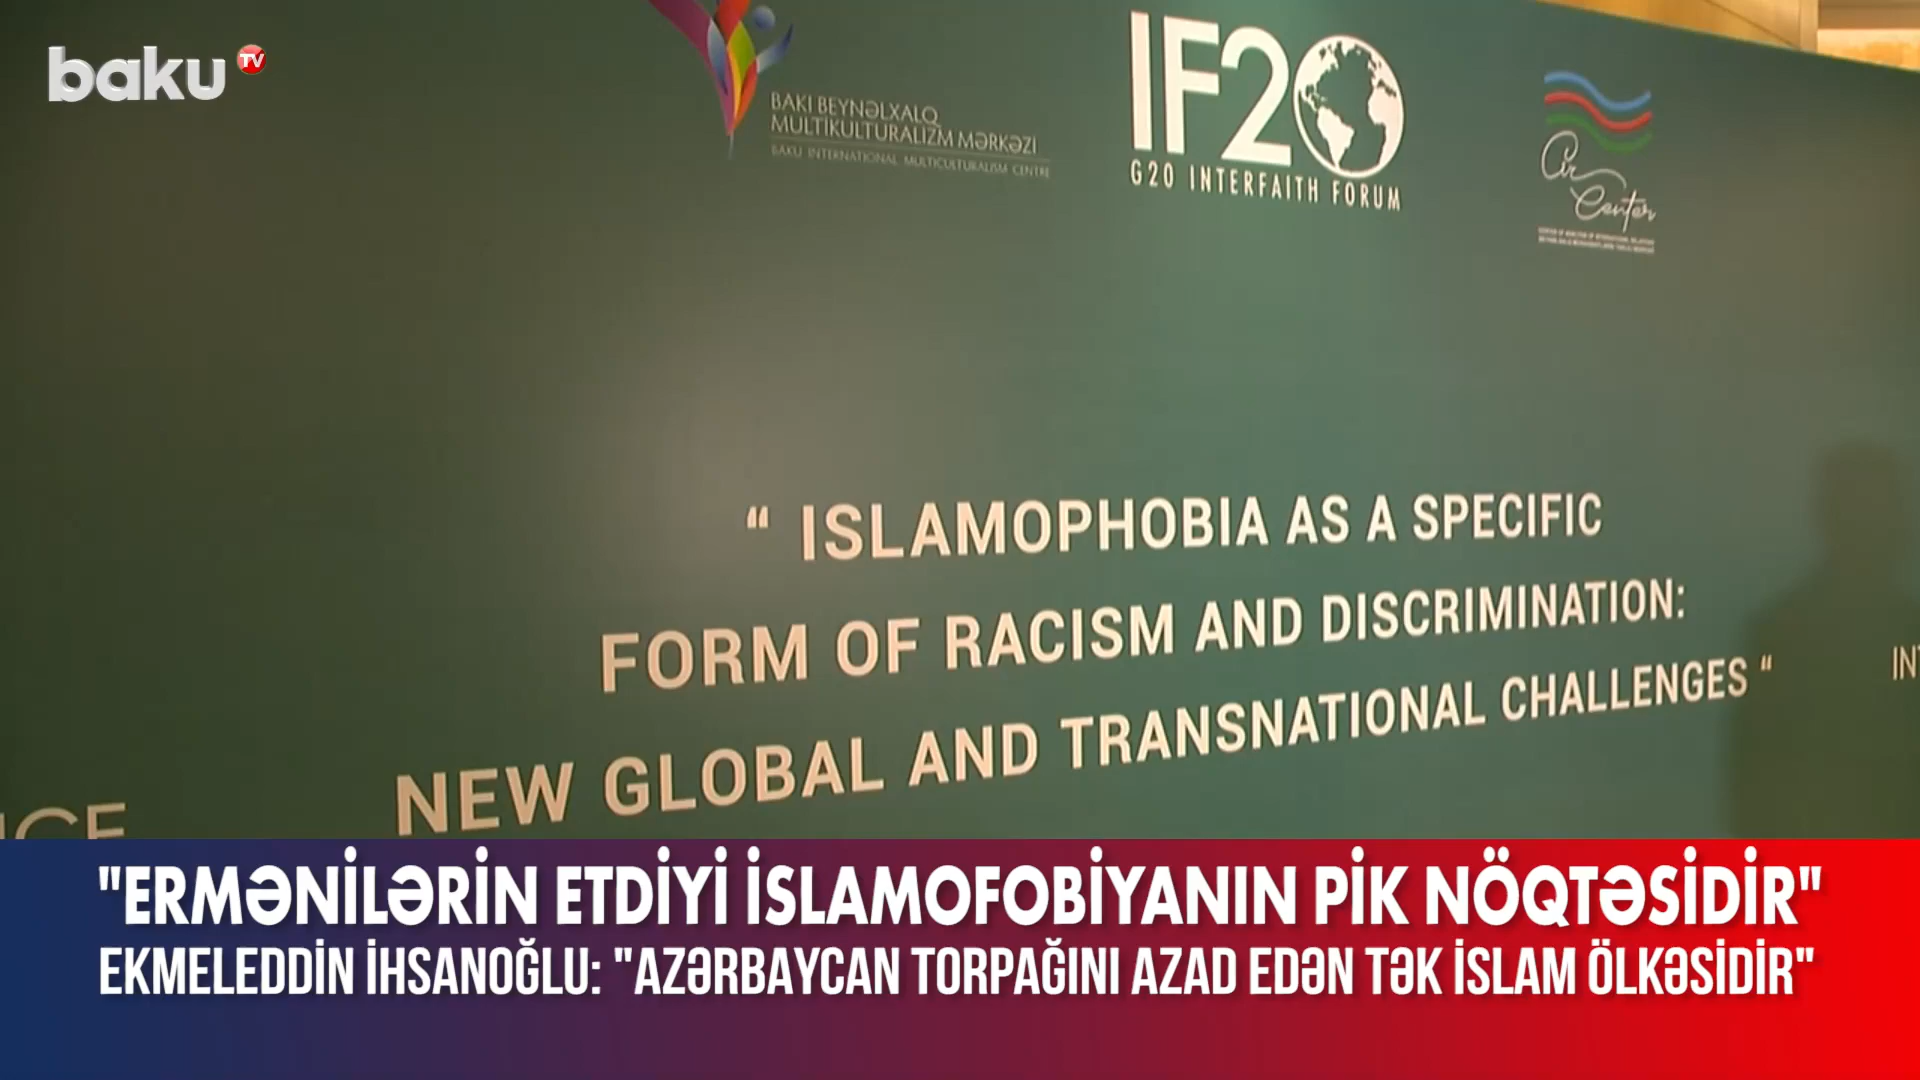 baku TV
BAKI BEYNƏLXALQ
MULTİKULTURALİZM MƏRKƏZİ
BAKU INTERNATIONAL MULTICULTURALISM CENTRE
IF20
G20 INTERFAITH FORUM
Air
Center
“ ISLAMOPHOBIA AS A SPECIFIC
FORM OF RACISM AND DISCRIMINATION:
NEW GLOBAL AND TRANSNATIONAL CHALLENGES “
"ERMƏNİLƏRİN ETDİYİ İSLAMOFOBİYANIN PİK NÖQTƏSİDİR"
EKMELEDDİN İHSANOĞLU: "AZƏRBAYCAN TORPAĞINI AZAD EDƏN TƏK İSLAM ÖLKƏSİDİR"